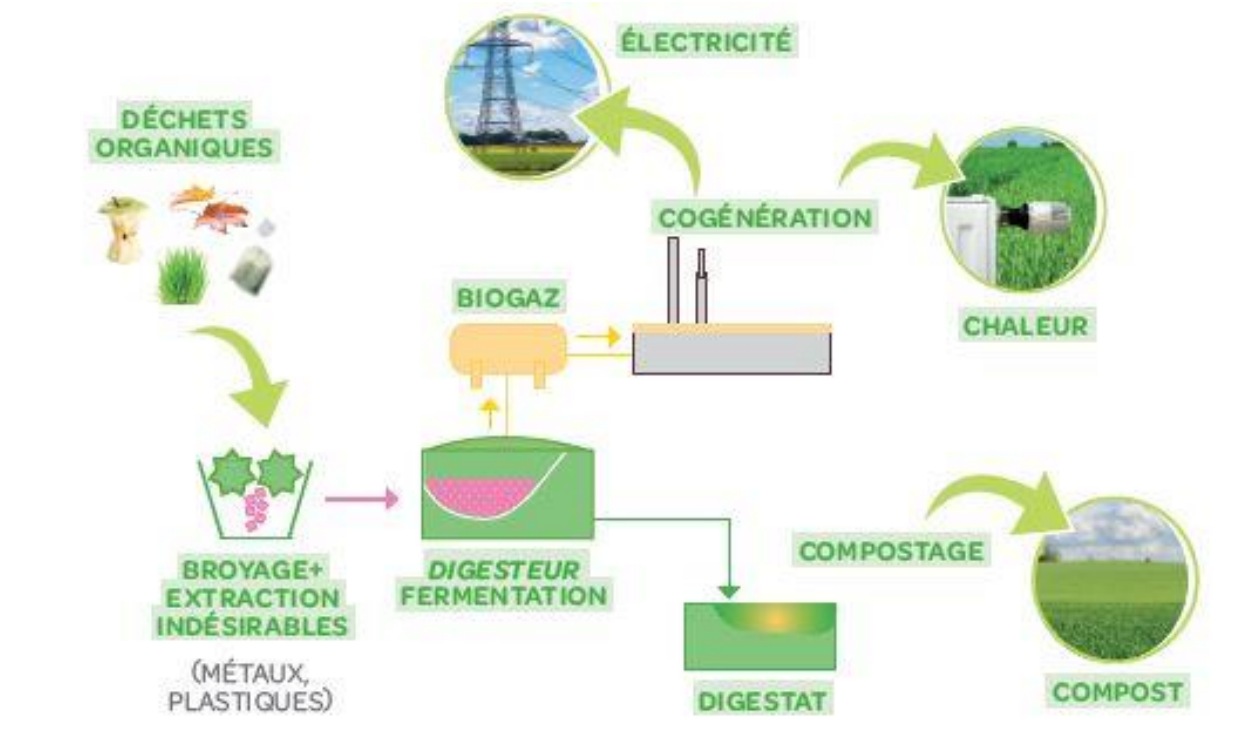 ÉLECTRICITÉ
DÉCHETS
ORGANIQUES
COGÉNÉRATION
BIOGAZ
CHALEUR
COMPOSTAGE
BROYAGE+
EXTRACTION
INDÉSIRABLES
(MÉTAUX,
PLASTIQUES)
DIGESTEUR
FERMENTATION
DIGESTAT
COMPOST